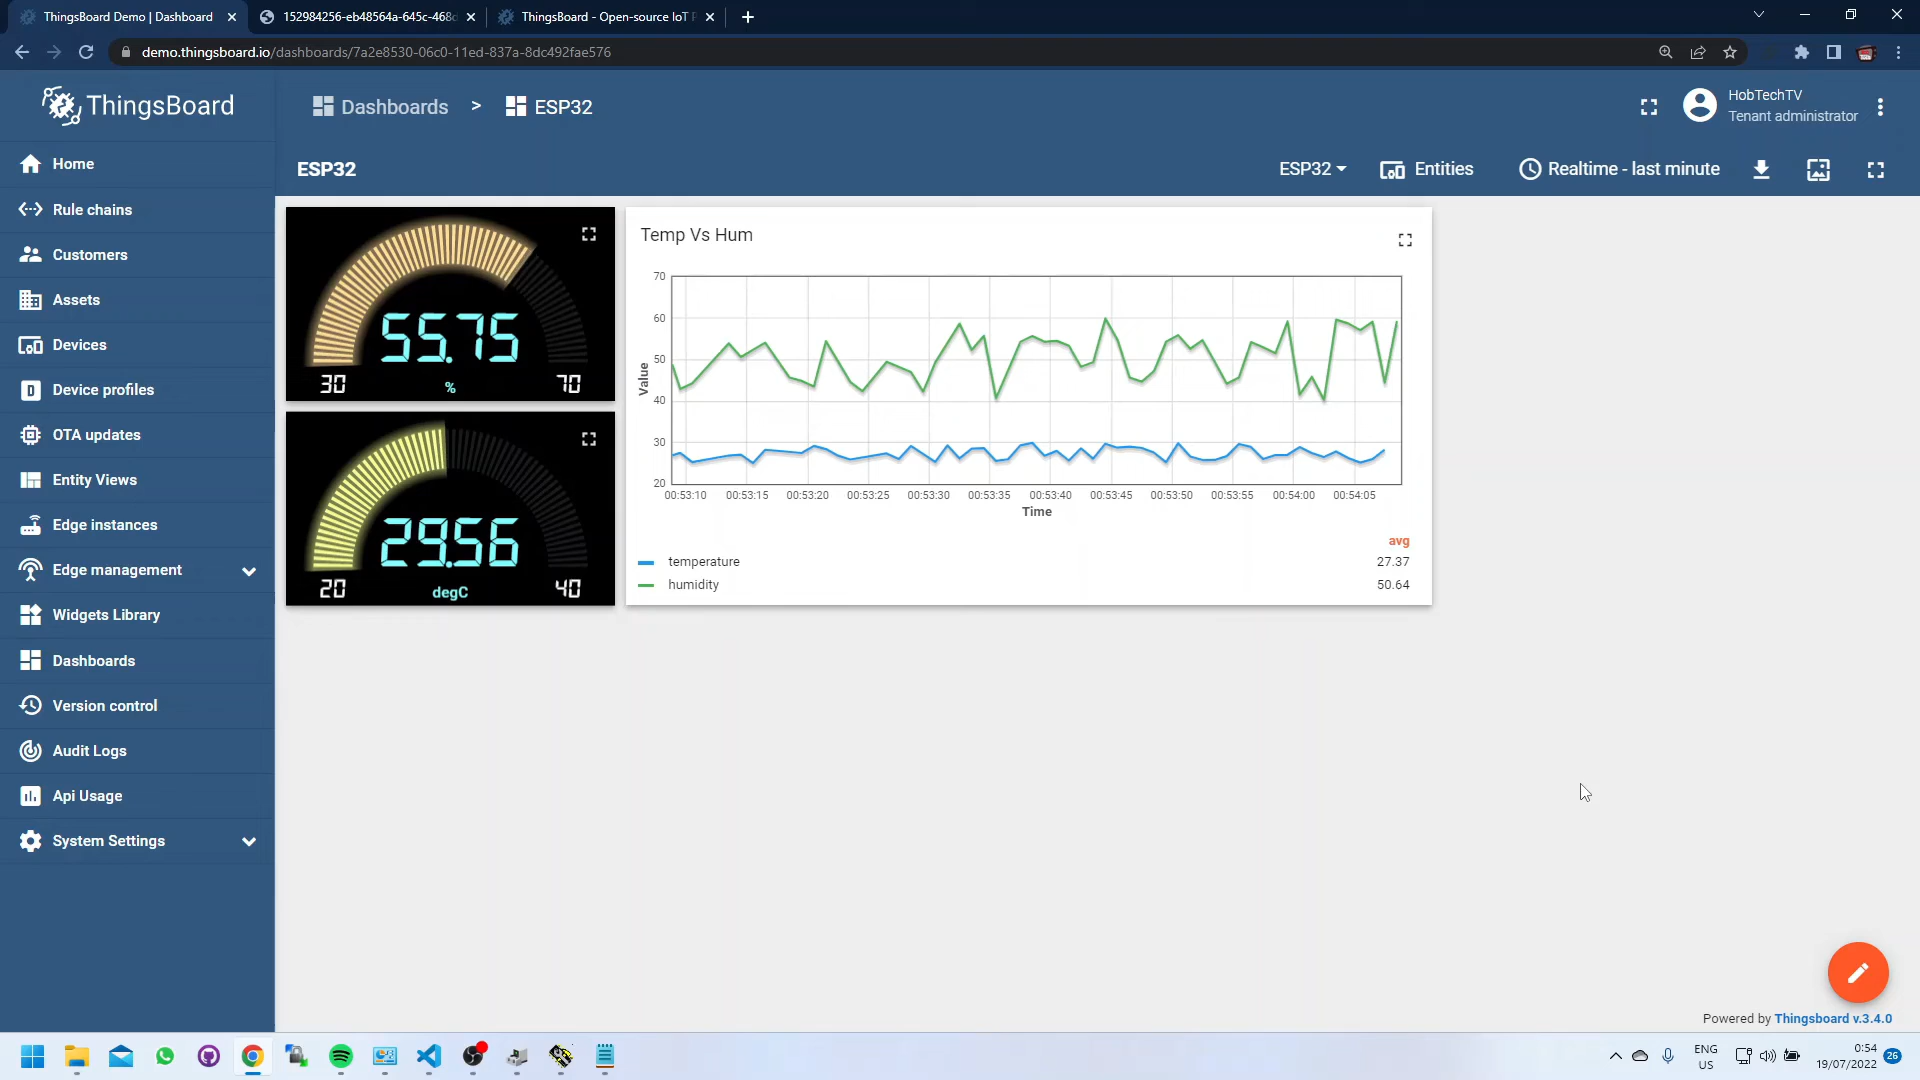 ThingsBoard Demo | Dashboard
152984256-eb48564a-645c-468d
ThingsBoard - Open-source IoT P
demo.thingsboard.io/dashboards/7a2e8530-06c0-11ed-837a-8dc492fae576
ThingsBoard
Dashboards > ESP32
HobTechTV
Tenant administrator
ESP32
ESP32
Entities
Realtime - last minute
Home
Rule chains
Customers
Assets
Devices
Device profiles
OTA updates
Entity Views
Edge instances
Edge management
Widgets Library
Dashboards
Version control
Audit Logs
Api Usage
System Settings
55.75
30 % 70
29.56
20 degC 40
Temp Vs Hum
70
60
50
40
30
20
Value
00:53:10 00:53:15 00:53:20 00:53:25 00:53:30 00:53:35 00:53:40 00:53:45 00:53:50 00:53:55 00:54:00 00:54:05
Time
avg
temperature 27.37
humidity 50.64
Powered by Thingsboard v.3.4.0
ENG
US
0:54
19/07/2022
26